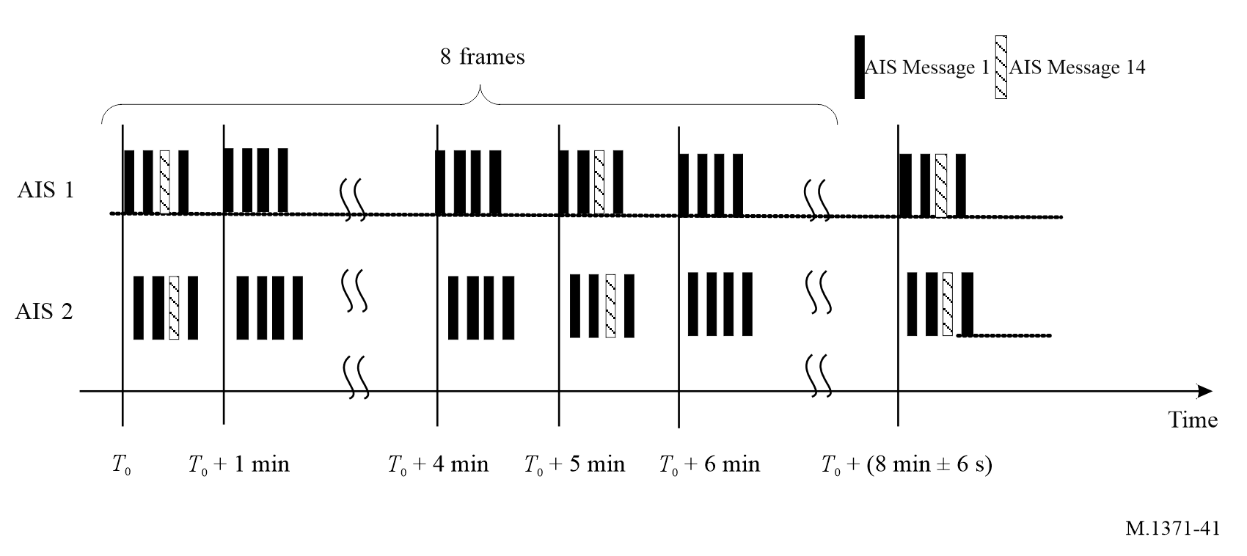 8 frames
AIS Message 1 AIS Message 14
AIS 1
AIS 2
Time
T₀ T₀ + 1 min T₀ + 4 min T₀ + 5 min T₀ + 6 min T₀ + (8 min ± 6 s)
M.1371-41